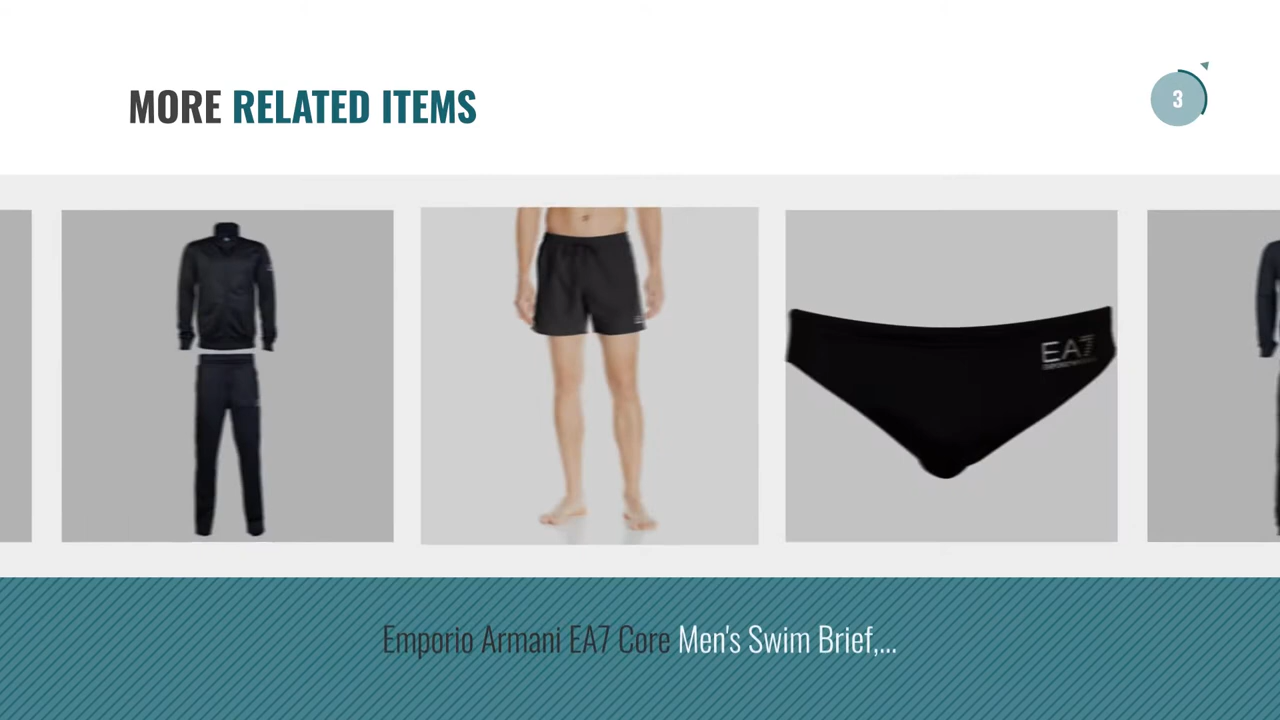 MORE RELATED ITEMS
3
EA7
Emporio Armani EA7 Core Men's Swim Brief,...